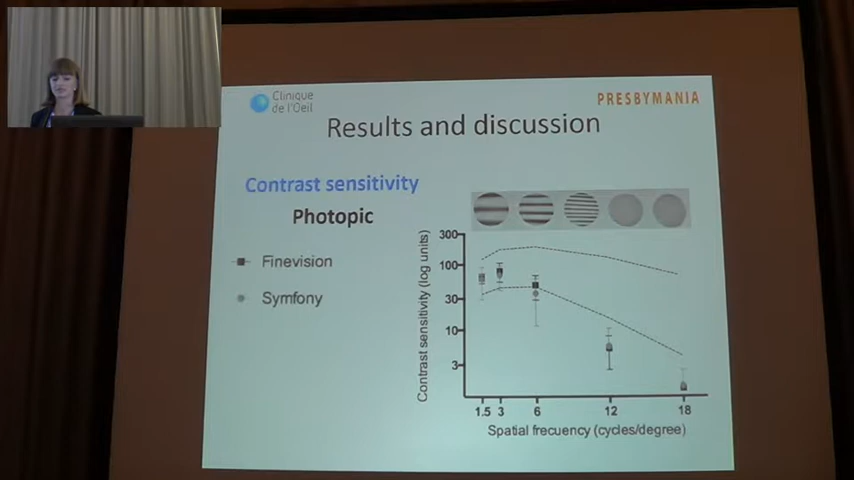 Clinique
de l'Oeil
PRESBYMANIA
Results and discussion
Contrast sensitivity
Photopic
Finevision
Symfony
Contrast sensitivity (log units)
300
100
30
10
3
1.5 3 6 12 18
Spatial frecuency (cycles/degree)